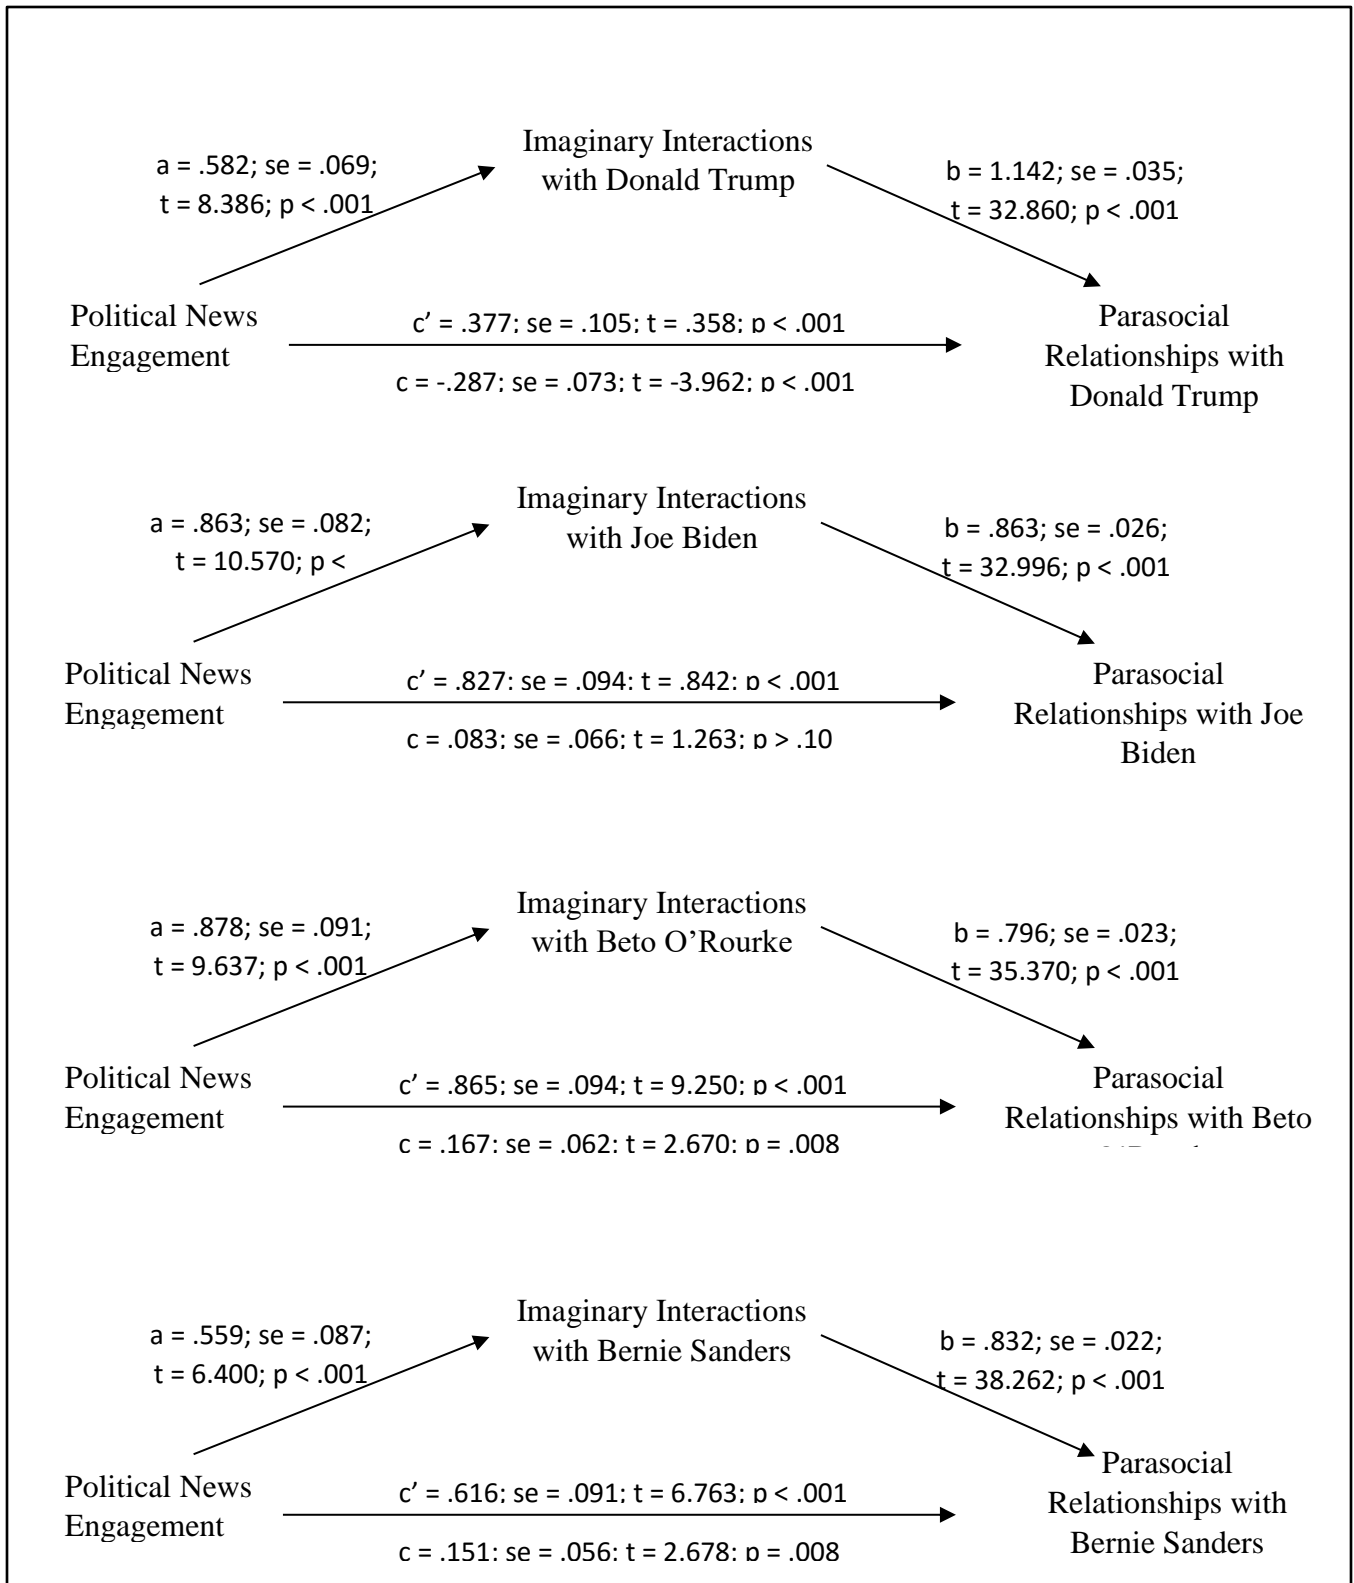 Imaginary Interactions
with Donald Trump
a = .582; se = .069;
t = 8.386; p < .001
b = 1.142; se = .035;
t = 32.860; p < .001
Political News
Engagement
c’ = .377; se = .105; t = .358; p < .001
c = -.287; se = .073; t = -3.962; p < .001
Parasocial
Relationships with
Donald Trump
Imaginary Interactions
with Joe Biden
a = .863; se = .082;
t = 10.570; p <
b = .863; se = .026;
t = 32.996; p < .001
Political News
Engagement
c’ = .827; se = .094; t = .842; p < .001
c = .083; se = .066; t = 1.263; p > .10
Parasocial
Relationships with Joe
Biden
Imaginary Interactions
with Beto O’Rourke
a = .878; se = .091;
t = 9.637; p < .001
b = .796; se = .023;
t = 35.370; p < .001
Political News
Engagement
c’ = .865; se = .094; t = 9.250; p < .001
c = .167; se = .062; t = 2.670; p = .008
Parasocial
Relationships with Beto
Imaginary Interactions
with Bernie Sanders
a = .559; se = .087;
t = 6.400; p < .001
b = .832; se = .022;
t = 38.262; p < .001
Political News
Engagement
c’ = .616; se = .091; t = 6.763; p < .001
c = .151; se = .056; t = 2.678; p = .008
Parasocial
Relationships with
Bernie Sanders